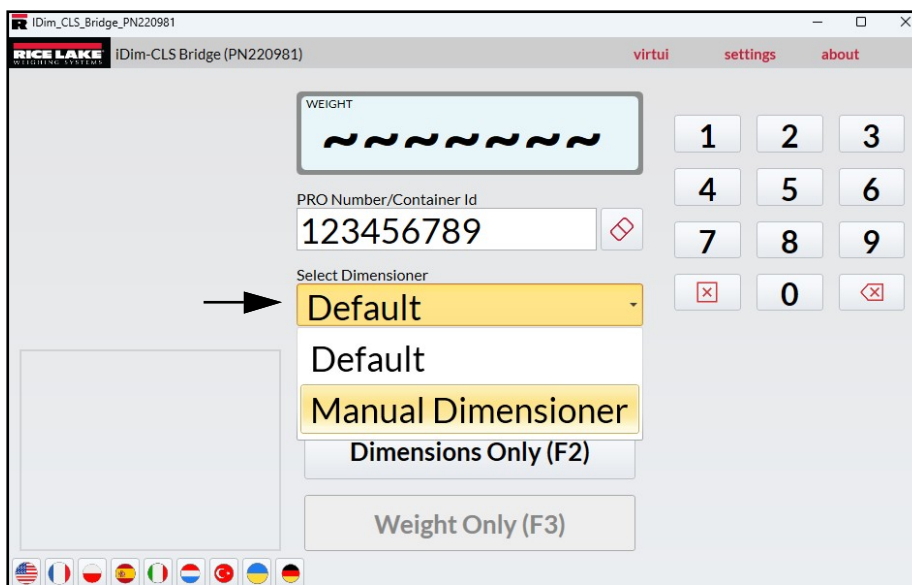 iDim_CLS_Bridge_PN220981
RICE LAKE
WEIGHING SYSTEMS
iDim-CLS Bridge (PN220981)
virtui settings about
WEIGHT
~~~~~~~
PRO Number/Container Id
123456789
Select Dimensioner
Default
Default
Manual Dimensioner
Dimensions Only (F2)
Weight Only (F3)
1 2 3
4 5 6
7 8 9
0